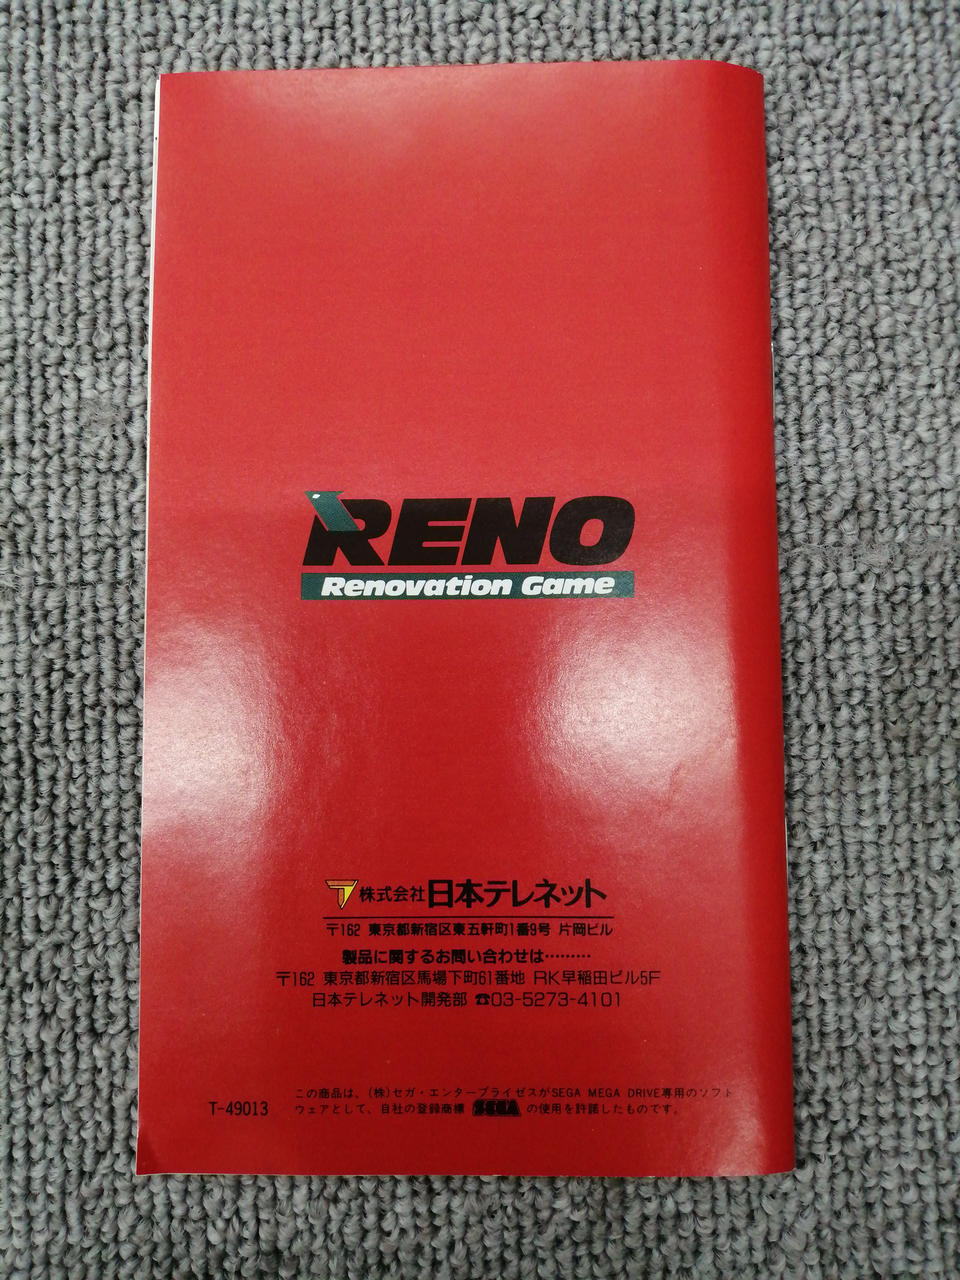 RENO
Renovation Game
株式会社日本テレネット
〒162 東京都新宿区東五軒町1番9号 片岡ビル
製品に関するお問い合わせは………
〒162 東京都新宿区馬場下町61番地 RK早稲田ビル5F
日本テレネット開発部 ☎03-5273-4101
T-49013
この商品は、(株)セガ・エンタープライゼスがSEGA MEGA DRIVE専用のソフト
ウェアとして、自社の登録商標 SEGA の使用を許諾したものです。